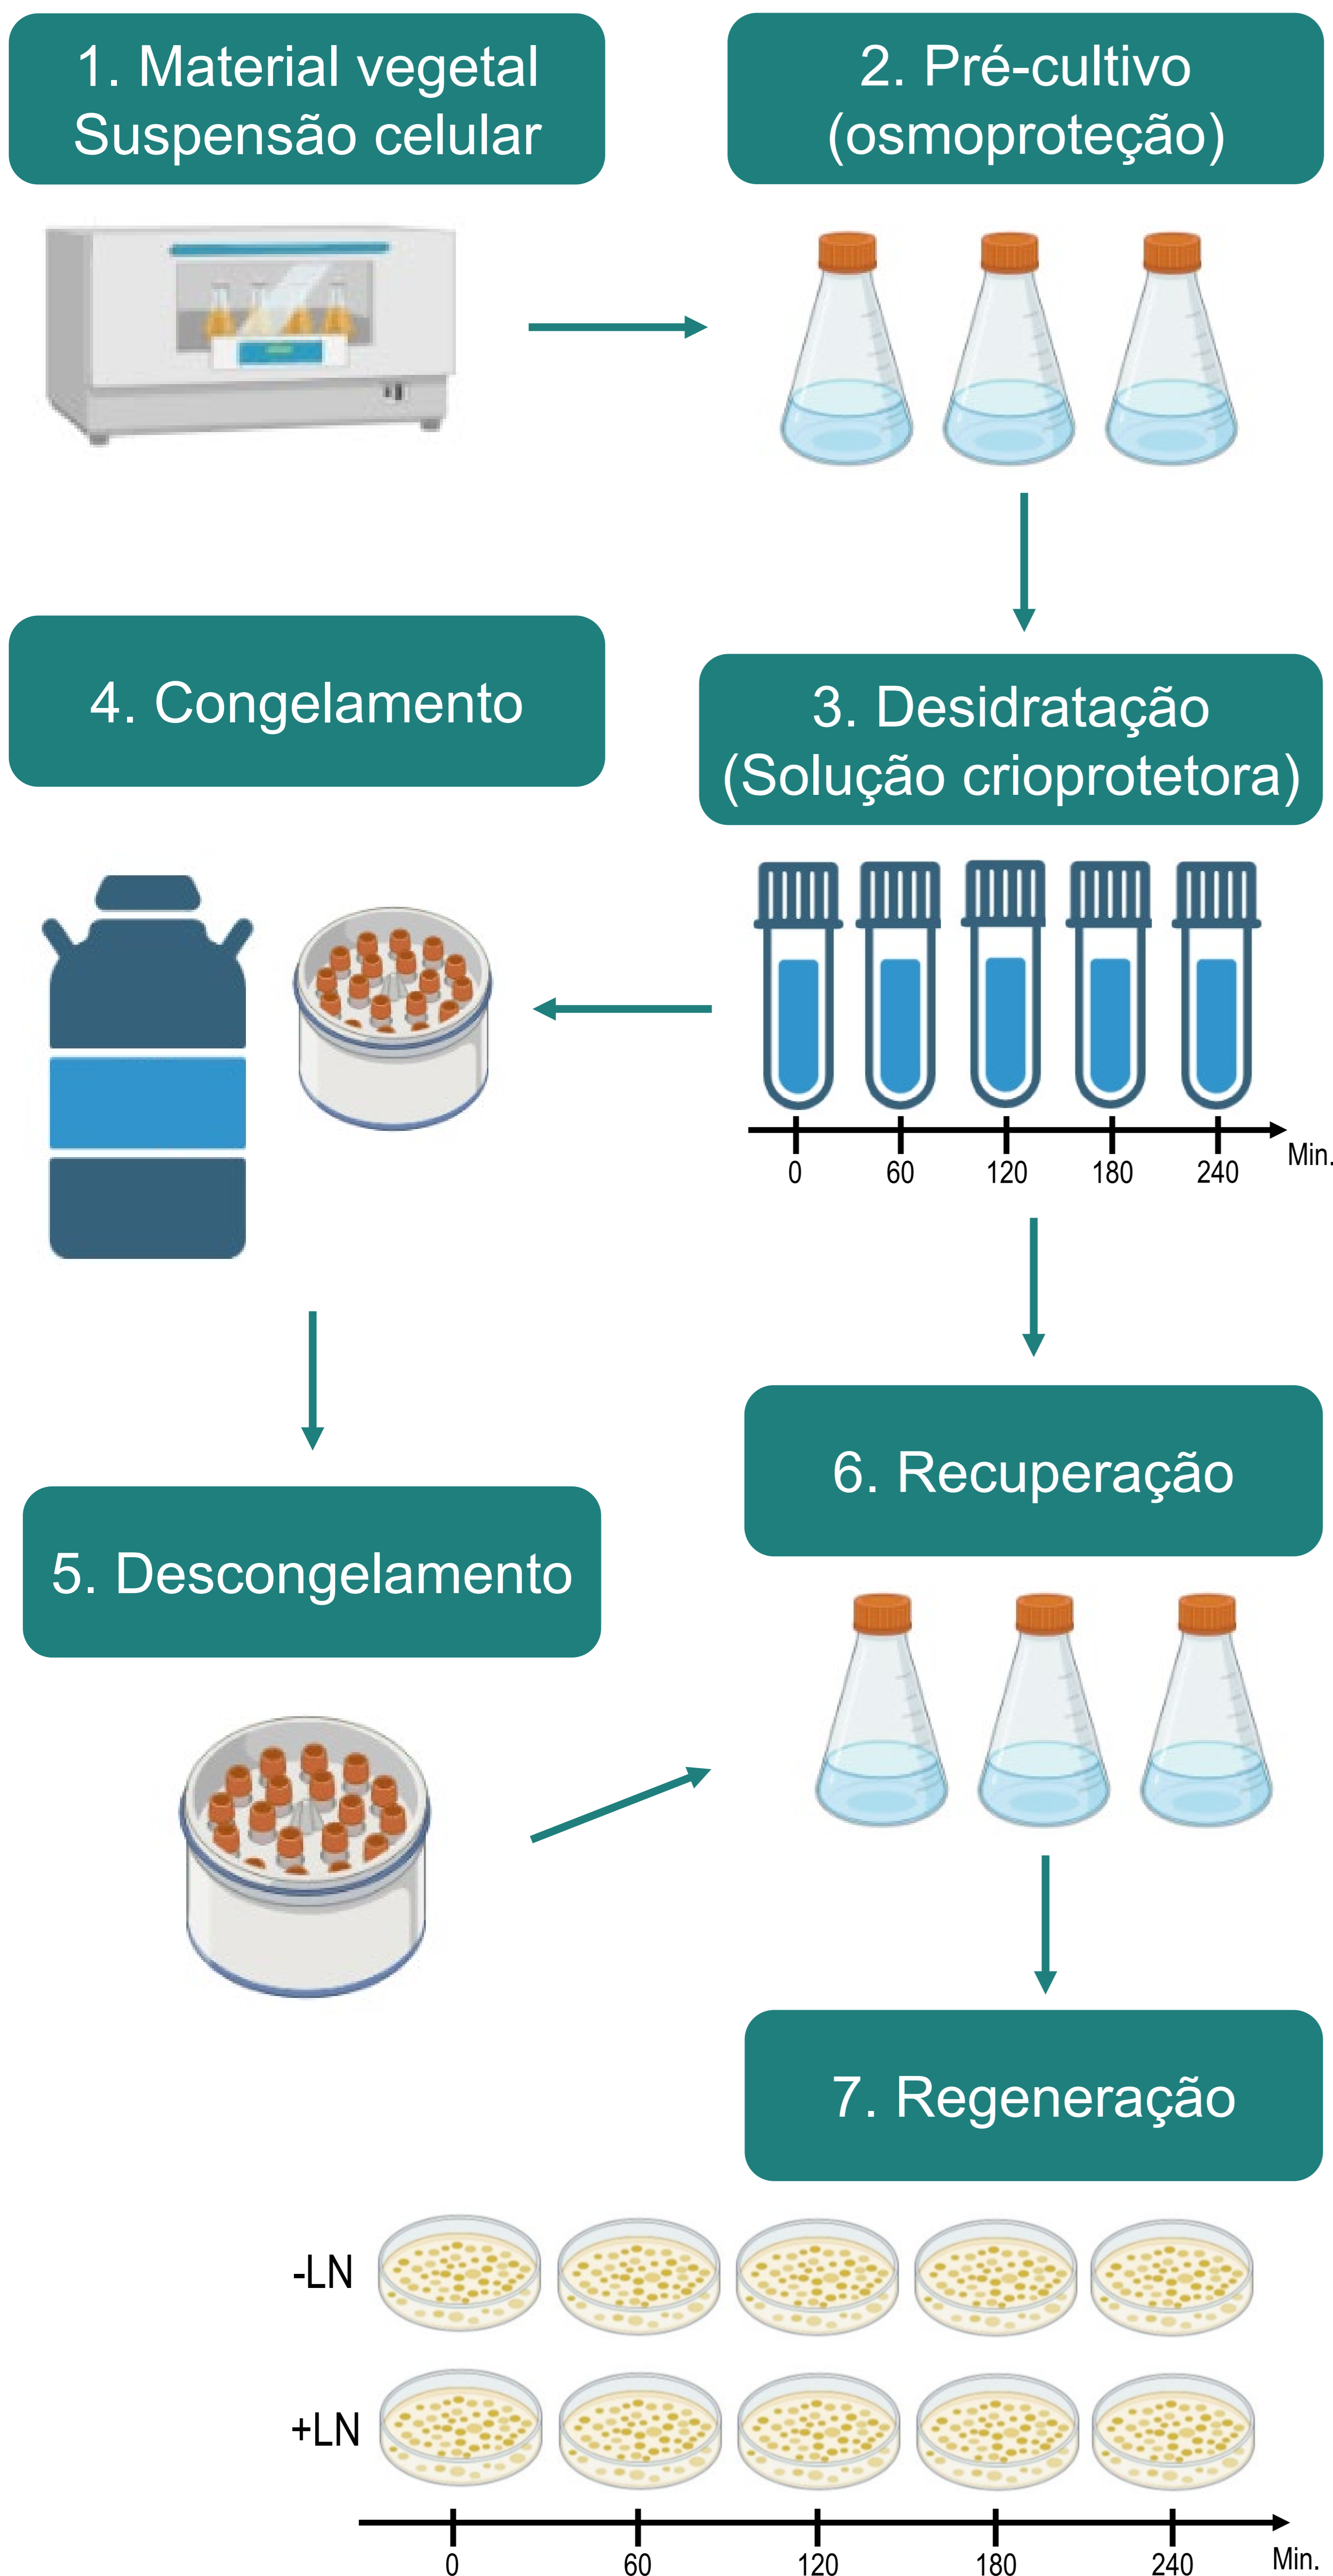 1. Material vegetal
Suspensão celular
2. Pré-cultivo
(osmoproteção)
4. Congelamento
3. Desidratação
(Solução crioprotetora)
0 60 120 180 240 Min.
6. Recuperação
5. Descongelamento
7. Regeneração
-LN
+LN
0 60 120 180 240 Min.